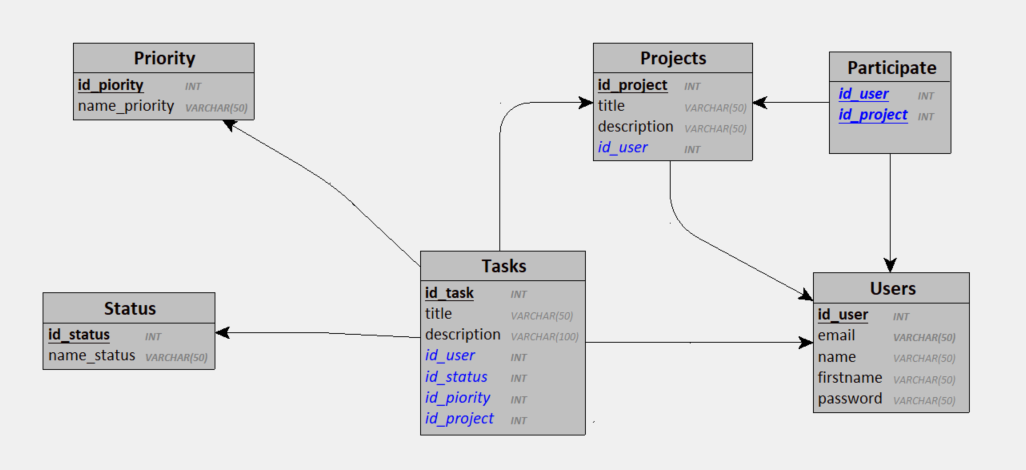 Priority
id_piority INT
name_priority VARCHAR(50)
Projects
id_project INT
title VARCHAR(50)
description VARCHAR(50)
id_user INT
Participate
id_user INT
id_project INT
Tasks
id_task INT
title VARCHAR(50)
description VARCHAR(100)
id_user INT
id_status INT
id_piority INT
id_project INT
Status
id_status INT
name_status VARCHAR(50)
Users
id_user INT
email VARCHAR(50)
name VARCHAR(50)
firstname VARCHAR(50)
password VARCHAR(50)